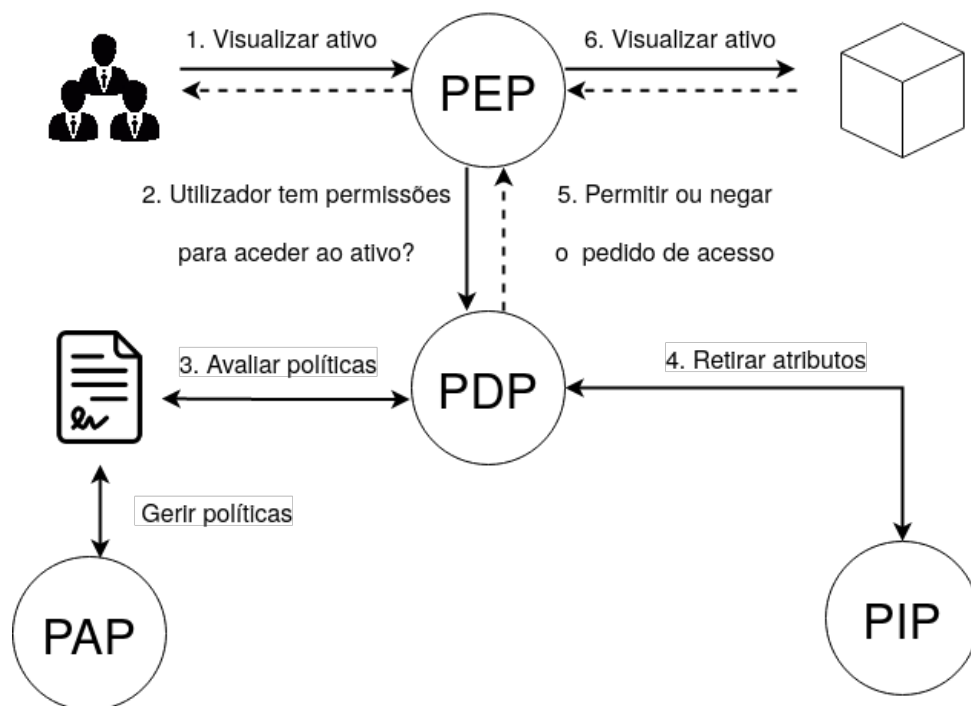 1. Visualizar ativo
6. Visualizar ativo
PEP
2. Utilizador tem permissões
para aceder ao ativo?
5. Permitir ou negar
o pedido de acesso
3. Avaliar políticas
PDP
4. Retirar atributos
Gerir políticas
PAP
PIP